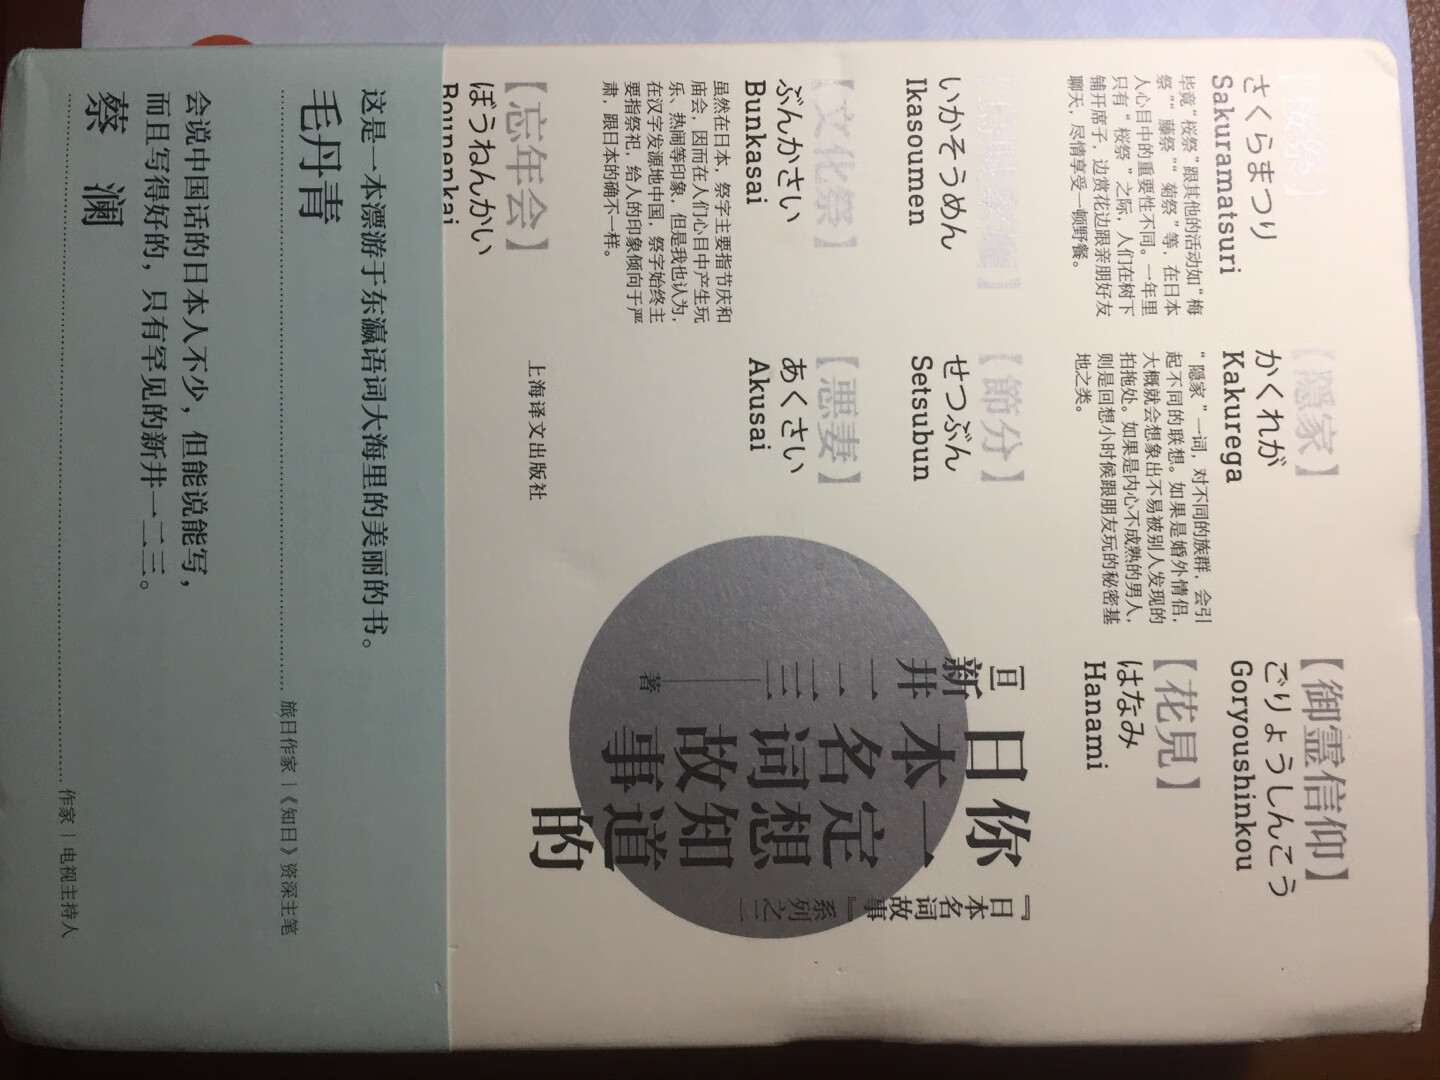 【桜祭】
さくらまつり
Sakuramatsuri
毕竟“桜祭”跟其他的活动如“梅
祭”“藤祭”“菊祭”等，在日本
人心目中的重要性不同。一年里
只有“桜祭”之际，人们在树下
铺开席子，边赏花边跟亲朋好友
聊天，尽情享受一顿野餐。
【隠家】
かくれが
Kakurega
“隠家”一词，对不同的族群，会引
起不同的联想。如果是婚外情侣，
大概就会想象出不易被别人发现的
拍拖处。如果是内心不成熟的男人，
则是回想小时候跟朋友玩的秘密基
地之类。
【御霊信仰】
ごりょうしんこう
Goryoushinkou
【花見】
はなみ
Hanami
いかそうめん
Ikasoumen
【節分】
せつぶん
Setsubun
【文化祭】
ぶんかさい
Bunkasai
虽然在日本，祭字主要指节庆和
庙会，因而在人们心目中产生玩
乐、热闹等印象，但是我也认为，
在汉字发源地中国，祭字始终主
要指祭祀，给人的印象倾向于严
肃，跟日本的确不一样。
【悪妻】
あくさい
Akusai
『日本名词故事』系列之二
你一定想知道的
日本名词故事
[日]新井一二三 著
【忘年会】
ぼうねんかい
Bounenkai
上海译文出版社
这是一本漂游于东瀛语词大海里的美丽的书。
毛丹青
旅日作家|《知日》资深主笔
会说中国话的日本人不少，但能说能写，
而且写得好的，只有罕见的新井一二三。
蔡 澜
作家|电视主持人